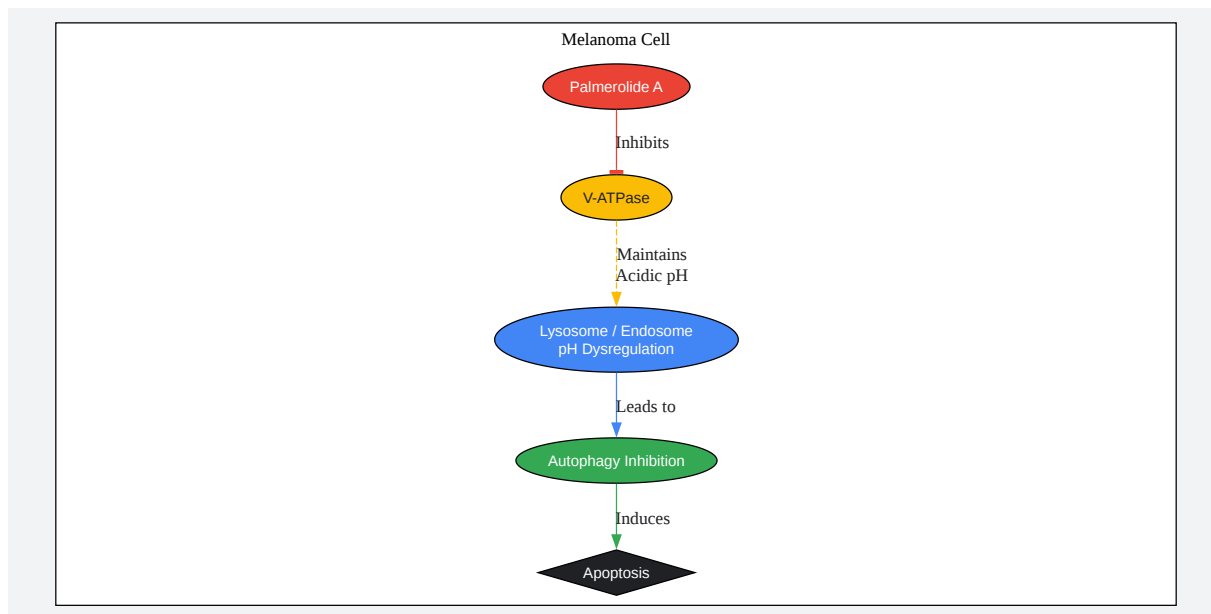 Melanoma Cell
Palmerolide A
Inhibits
V-ATPase
Maintains
Acidic pH
Lysosome / Endosome
pH Dysregulation
Leads to
Autophagy Inhibition
Induces
Apoptosis